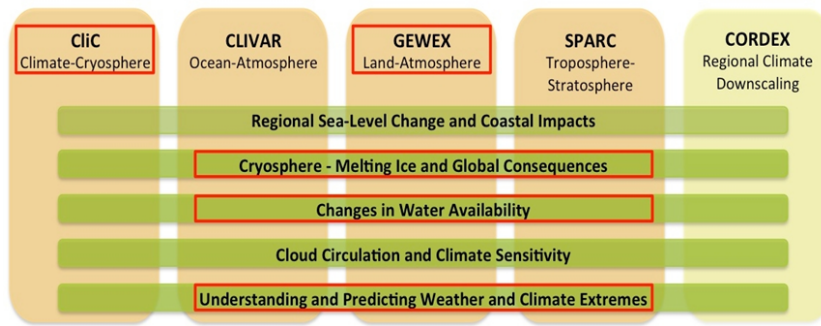 CliC
Climate-Cryosphere
CLIVAR
Ocean-Atmosphere
GEWEX
Land-Atmosphere
SPARC
Troposphere-
Stratosphere
CORDEX
Regional Climate
Downscaling
Regional Sea-Level Change and Coastal Impacts
Cryosphere - Melting Ice and Global Consequences
Changes in Water Availability
Cloud Circulation and Climate Sensitivity
Understanding and Predicting Weather and Climate Extremes